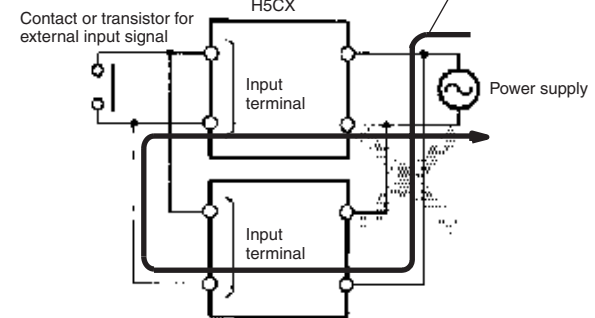 H5CX
Contact or transistor for
external input signal
Input
terminal
Power supply
Input
terminal